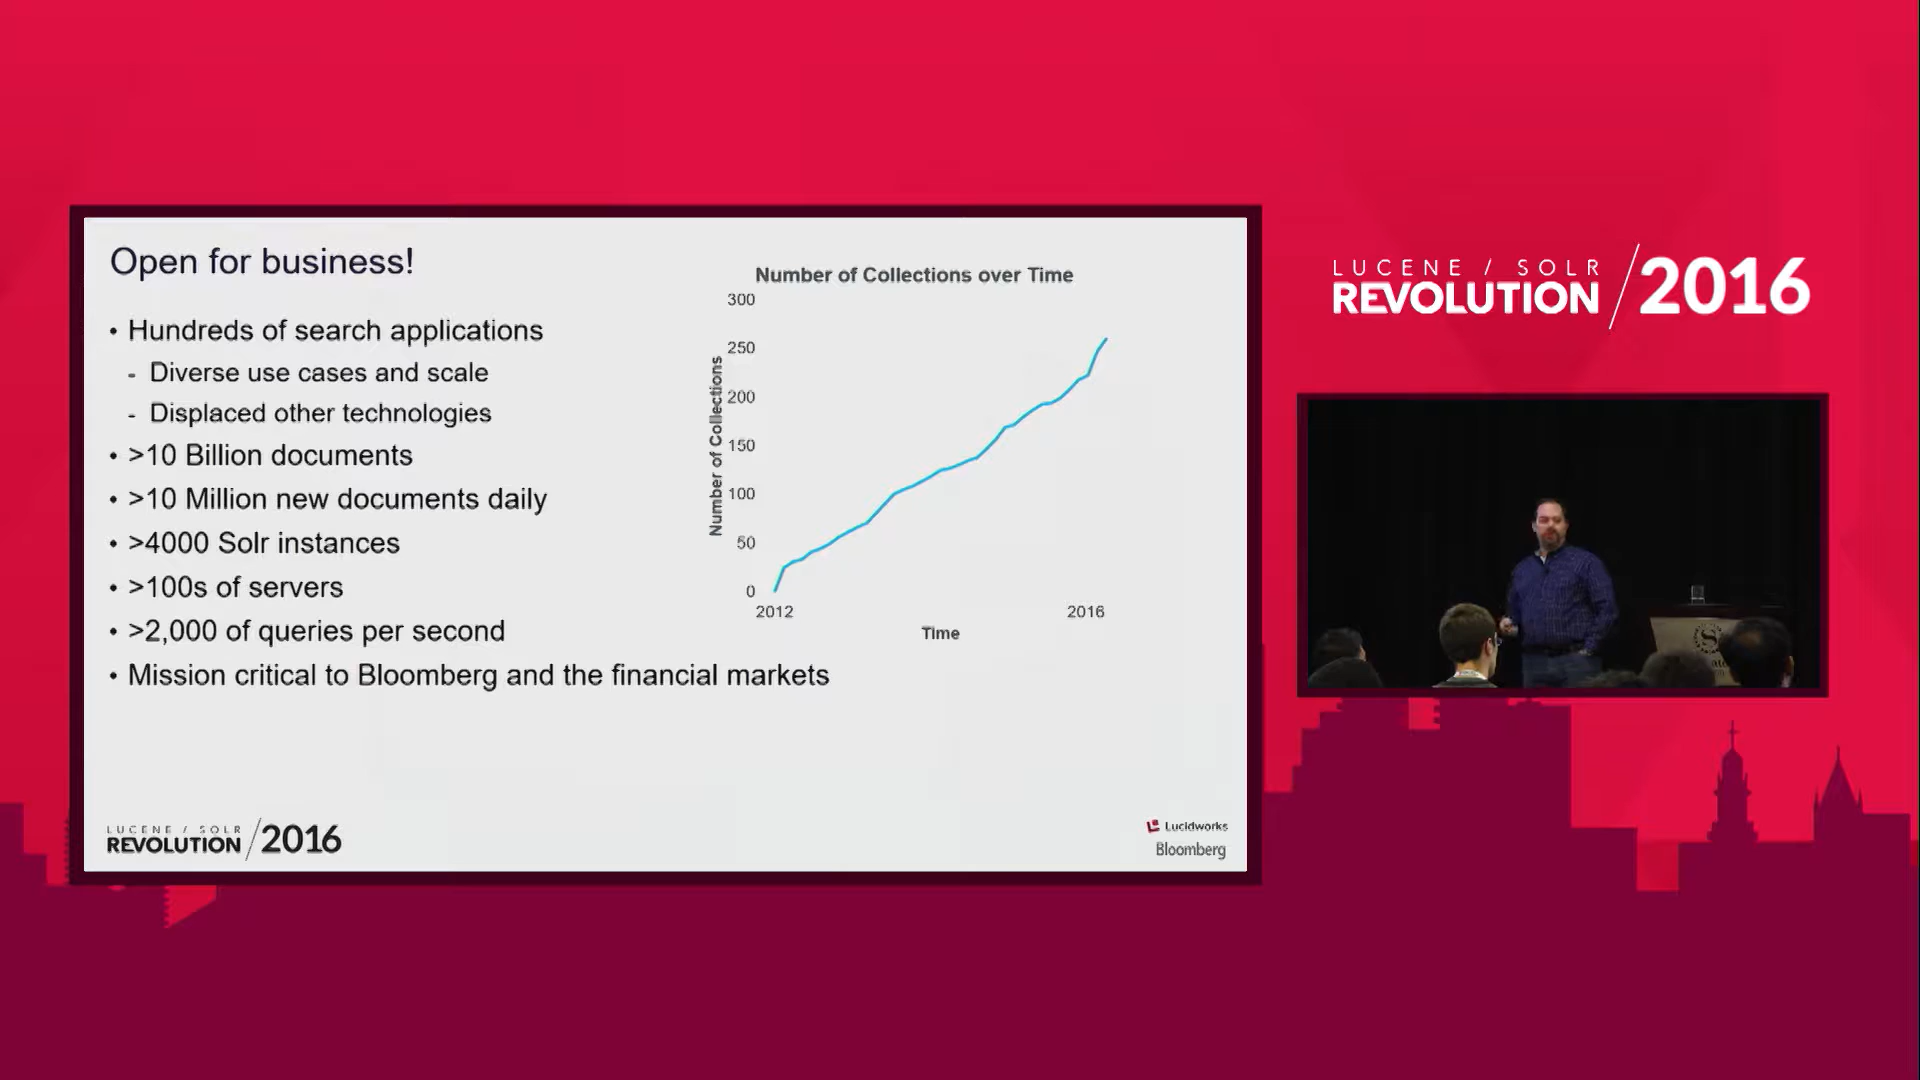 Open for business!
• Hundreds of search applications
- Diverse use cases and scale
- Displaced other technologies
• >10 Billion documents
• >10 Million new documents daily
• >4000 Solr instances
• >100s of servers
• >2,000 of queries per second
• Mission critical to Bloomberg and the financial markets
Number of Collections over Time
Number of Collections
300
250
200
150
100
50
0
2012
2016
Time
LUCENE / SOLR
REVOLUTION / 2016
Lucidworks
Bloomberg
LUCENE / SOLR
REVOLUTION / 2016